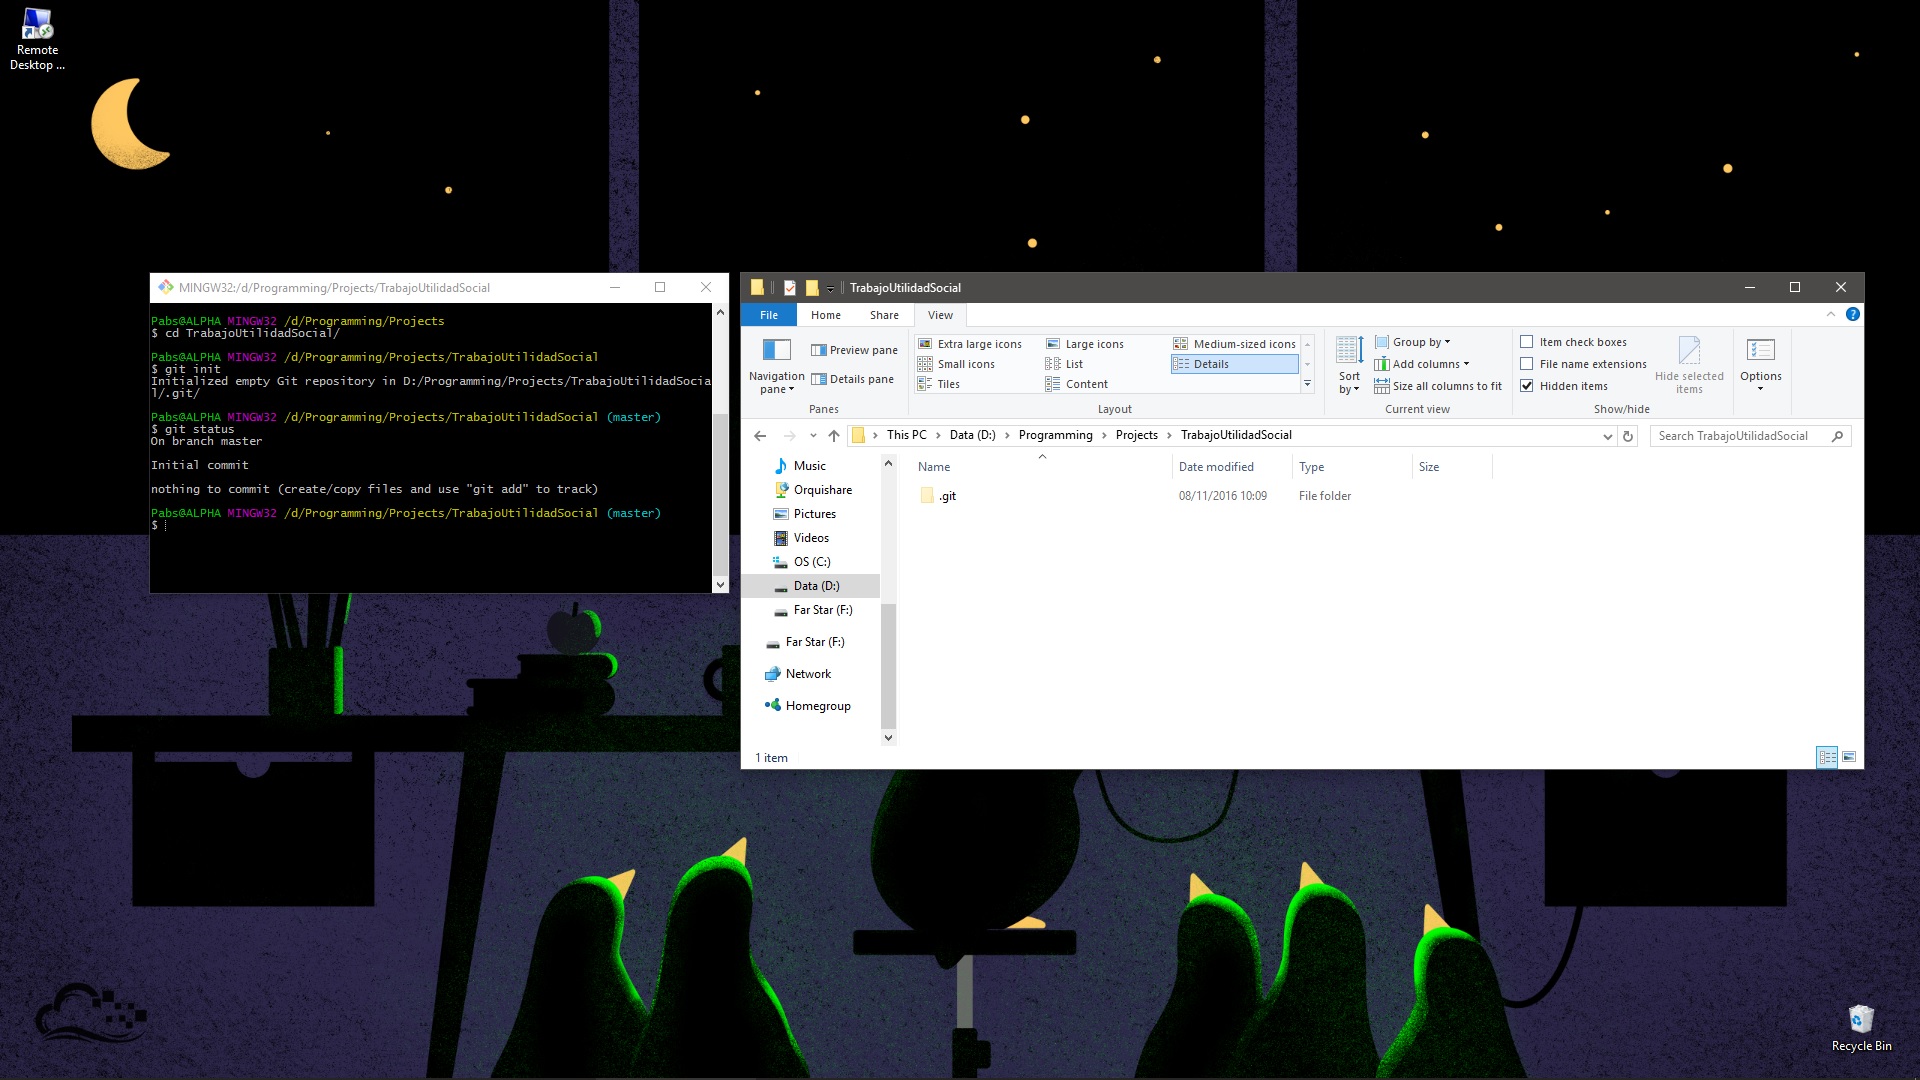 Remote
Desktop ...
MINGW32:/d/Programming/Projects/TrabajoUtilidadSocial
Pabs@ALPHA MINGW32 /d/Programming/Projects
$ cd TrabajoUtilidadSocial/
Pabs@ALPHA MINGW32 /d/Programming/Projects/TrabajoUtilidadSocial
$ git init
Initialized empty Git repository in D:/Programming/Projects/TrabajoUtilidadSocia
l/.git/
Pabs@ALPHA MINGW32 /d/Programming/Projects/TrabajoUtilidadSocial (master)
$ git status
On branch master
Initial commit
nothing to commit (create/copy files and use "git add" to track)
Pabs@ALPHA MINGW32 /d/Programming/Projects/TrabajoUtilidadSocial (master)
$
TrabajoUtilidadSocial
File Home Share View
Navigation
pane
Preview pane
Details pane
Panes
Extra large icons Large icons Medium-sized icons
Small icons List Details
Tiles Content
Layout
Sort
by
Group by
Add columns
Size all columns to fit
Current view
Item check boxes
File name extensions
Hidden items
Hide selected
items
Show/hide
Options
This PC > Data (D:) > Programming > Projects > TrabajoUtilidadSocial
Search TrabajoUtilidadSocial
Music
Orquishare
Pictures
Videos
OS (C:)
Data (D:)
Far Star (F:)
Far Star (F:)
Network
Homegroup
Name Date modified Type Size
.git 08/11/2016 10:09 File folder
1 item
Recycle Bin